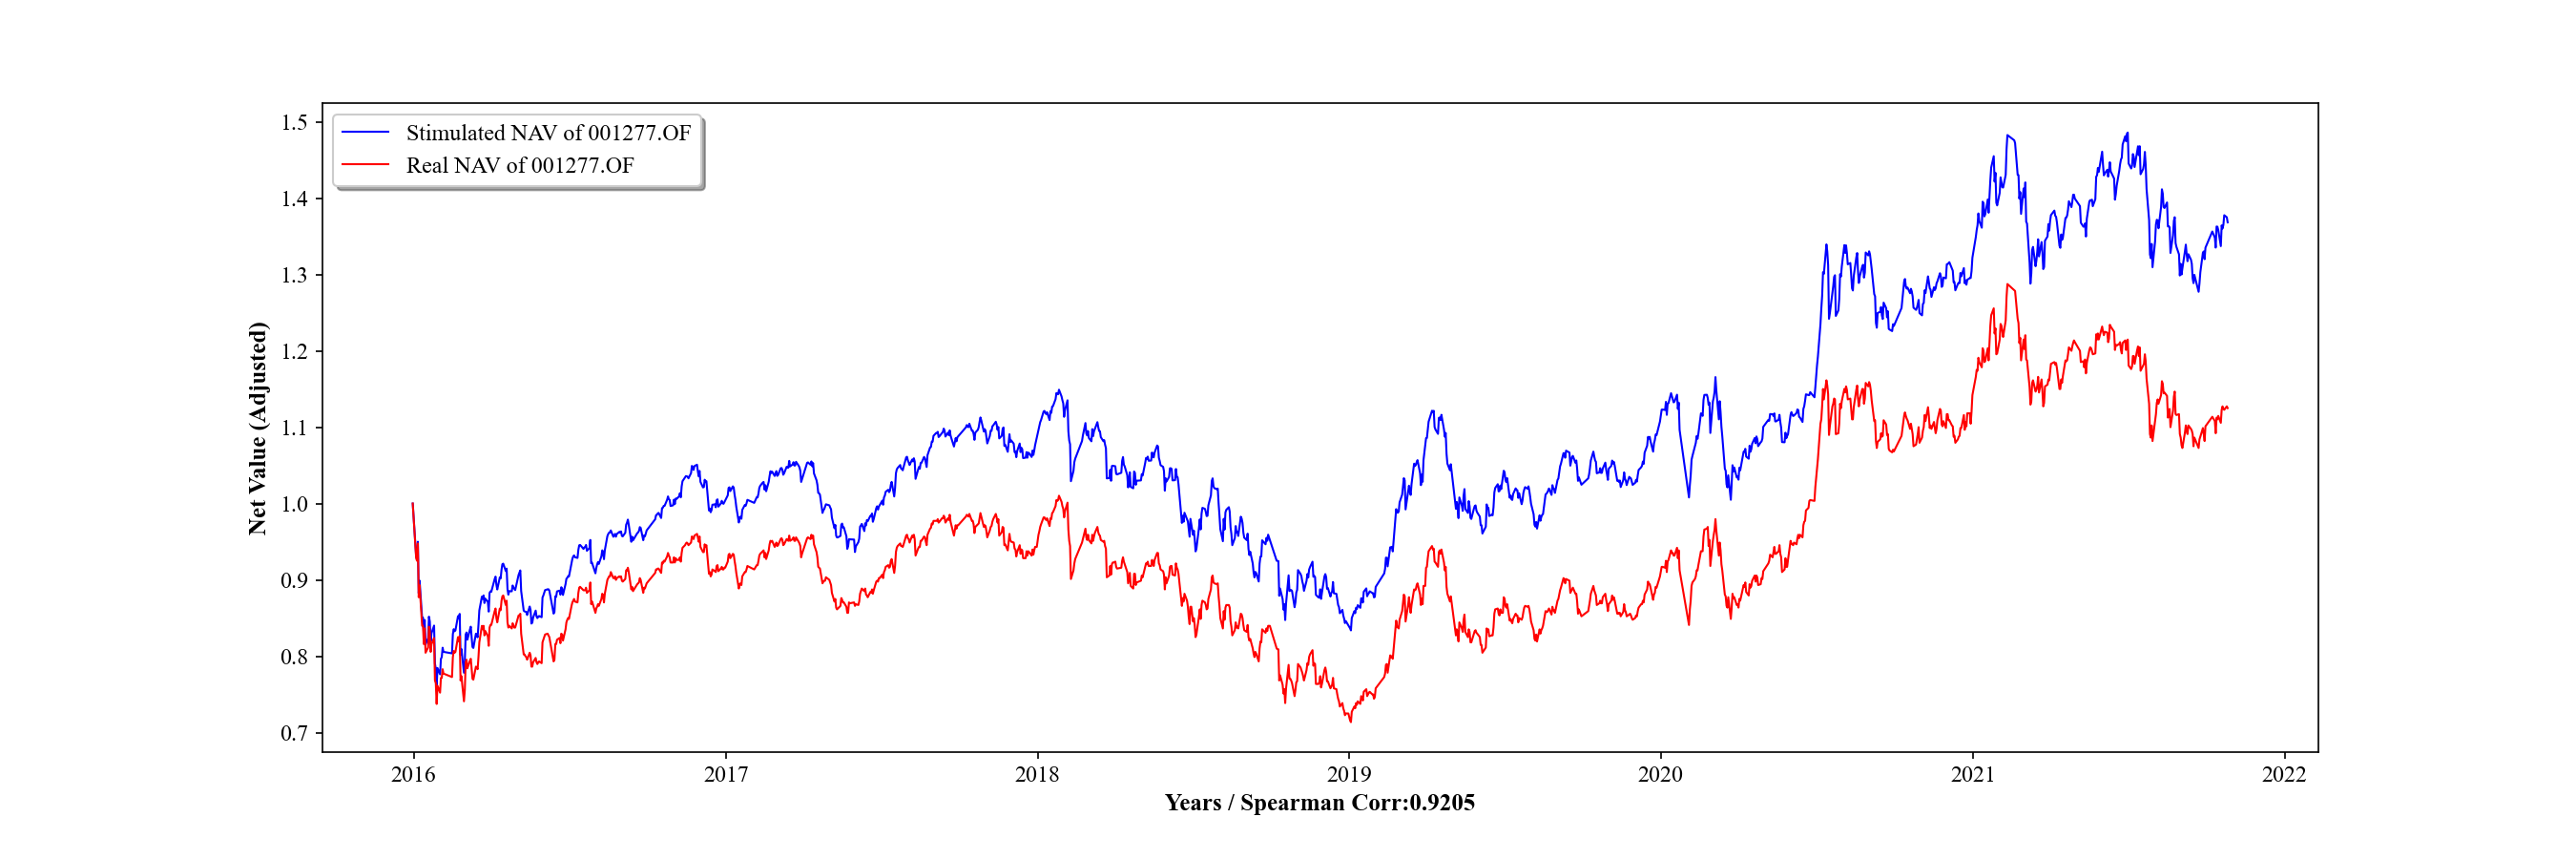 Stimulated NAV of 001277.OF
Real NAV of 001277.OF
Net Value (Adjusted)
1.5
1.4
1.3
1.2
1.1
1.0
0.9
0.8
0.7
2016 2017 2018 2019 2020 2021 2022
Years / Spearman Corr:0.9205